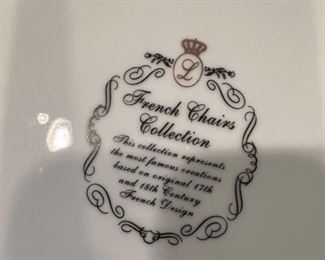 L
French Chairs
Collection
This collection represents
the most famous creations
based on original 17th
and 18th Century
French Design